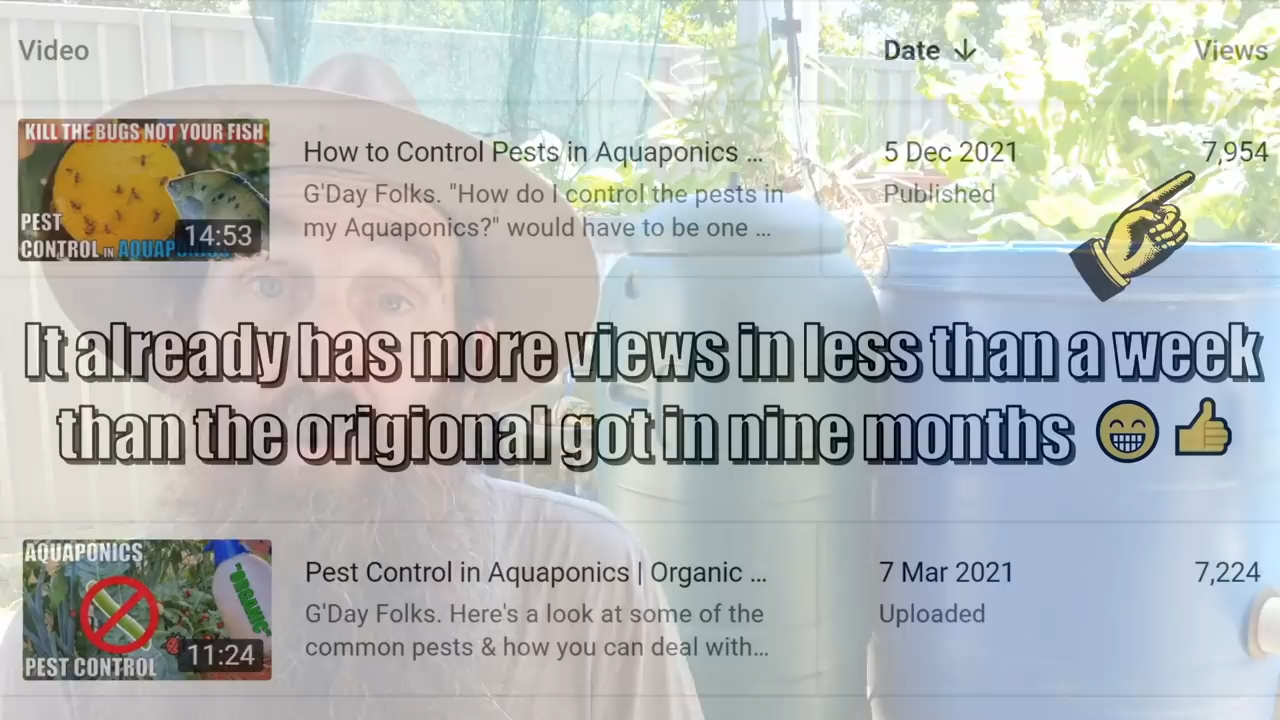 Video Date ↓ Views
KILL THE BUGS NOT YOUR FISH
PEST
CONTROL IN
14:53
How to Control Pests in Aquaponics ...
G'Day Folks. "How do I control the pests in
my Aquaponics?" would have to be one ...
5 Dec 2021
Published
7,954
It already has more views in less than a week
than the origional got in nine months 😁👍
AQUAPONICS
"ORGANIC"
PEST CONTROL
11:24
Pest Control in Aquaponics | Organic ...
G'Day Folks. Here's a look at some of the
common pests & how you can deal with...
7 Mar 2021
Uploaded
7,224